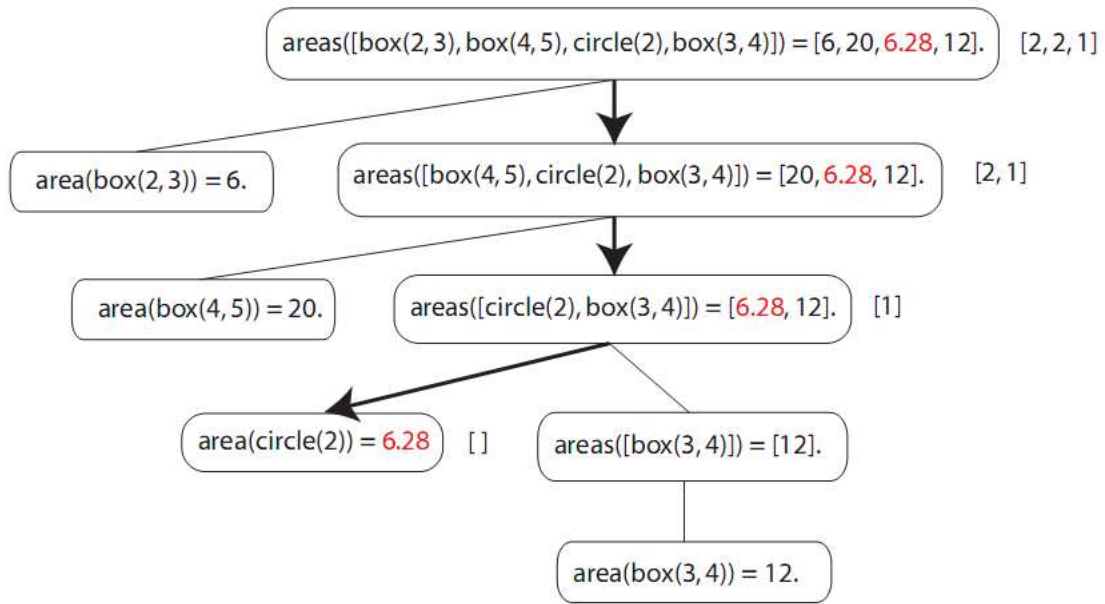 areas([box(2,3),box(4,5),circle(2),box(3,4)]) = [6,20,6.28,12]. [2,2,1]
area(box(2,3)) = 6.
areas([box(4,5),circle(2),box(3,4)]) = [20,6.28,12]. [2,1]
area(box(4,5)) = 20.
areas([circle(2),box(3,4)]) = [6.28,12]. [1]
area(circle(2)) = 6.28 [ ]
areas([box(3,4)]) = [12].
area(box(3,4)) = 12.